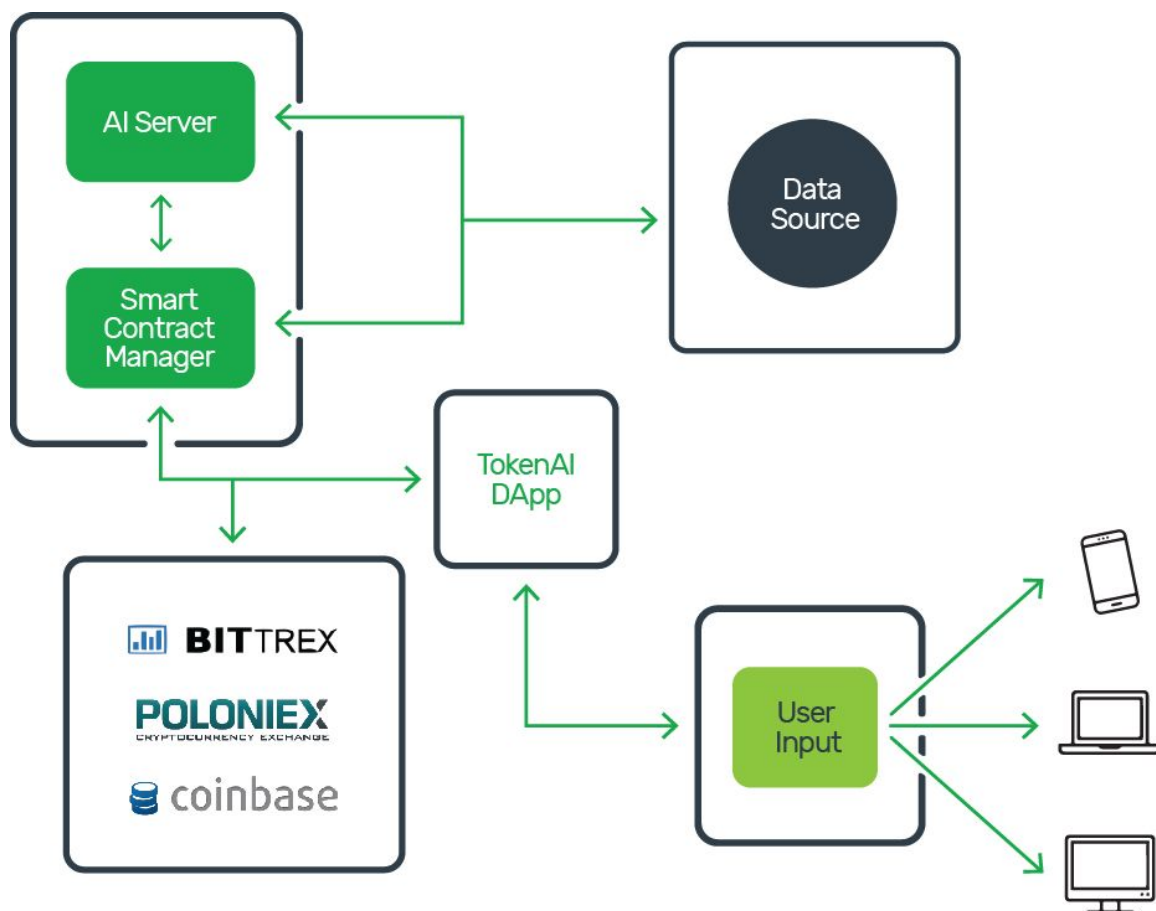 AI Server
Data
Source
Smart
Contract
Manager
TokenAI
DApp
BITTREX
POLONIEX
CRYPTOCURRENCY EXCHANGE
coinbase
User
Input